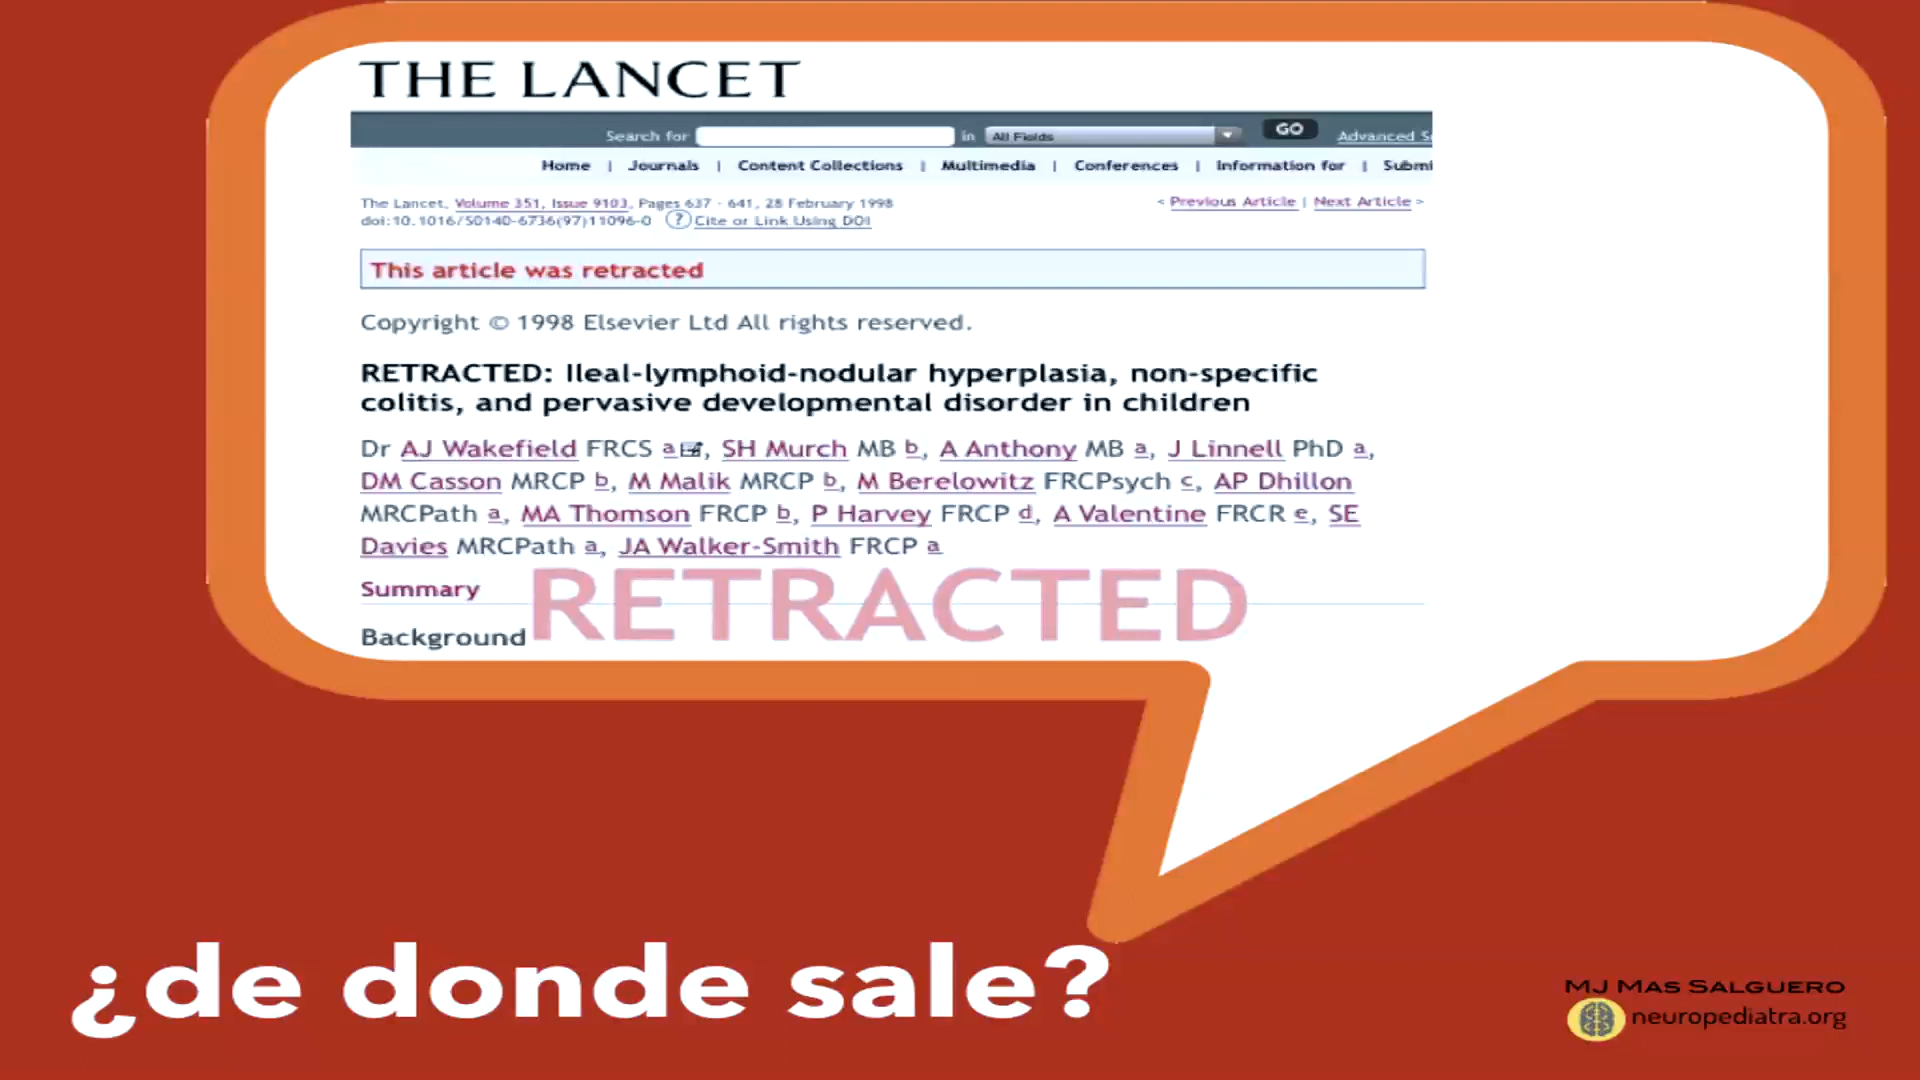 THE LANCET
Search for in All Fields GO Advanced
Home | Journals | Content Collections | Multimedia | Conferences | Information for | Submi
The Lancet, Volume 351, Issue 9103, Pages 637 - 641, 28 February 1998 < Previous Article | Next Article >
doi:10.1016/S0140-6736(97)11096-0 ? Cite or Link Using DOI
This article was retracted
Copyright © 1998 Elsevier Ltd All rights reserved.
RETRACTED: Ileal-lymphoid-nodular hyperplasia, non-specific
colitis, and pervasive developmental disorder in children
Dr AJ Wakefield FRCS a, SH Murch MB b, A Anthony MB a, J Linnell PhD a,
DM Casson MRCP b, M Malik MRCP b, M Berelowitz FRCPsych c, AP Dhillon
MRCPath a, MA Thomson FRCP b, P Harvey FRCP d, A Valentine FRCR e, SE
Davies MRCPath a, JA Walker-Smith FRCP a
Summary
RETRACTED
Background
¿de donde sale?
MJ MAS SALGUERO
neuropediatra.org